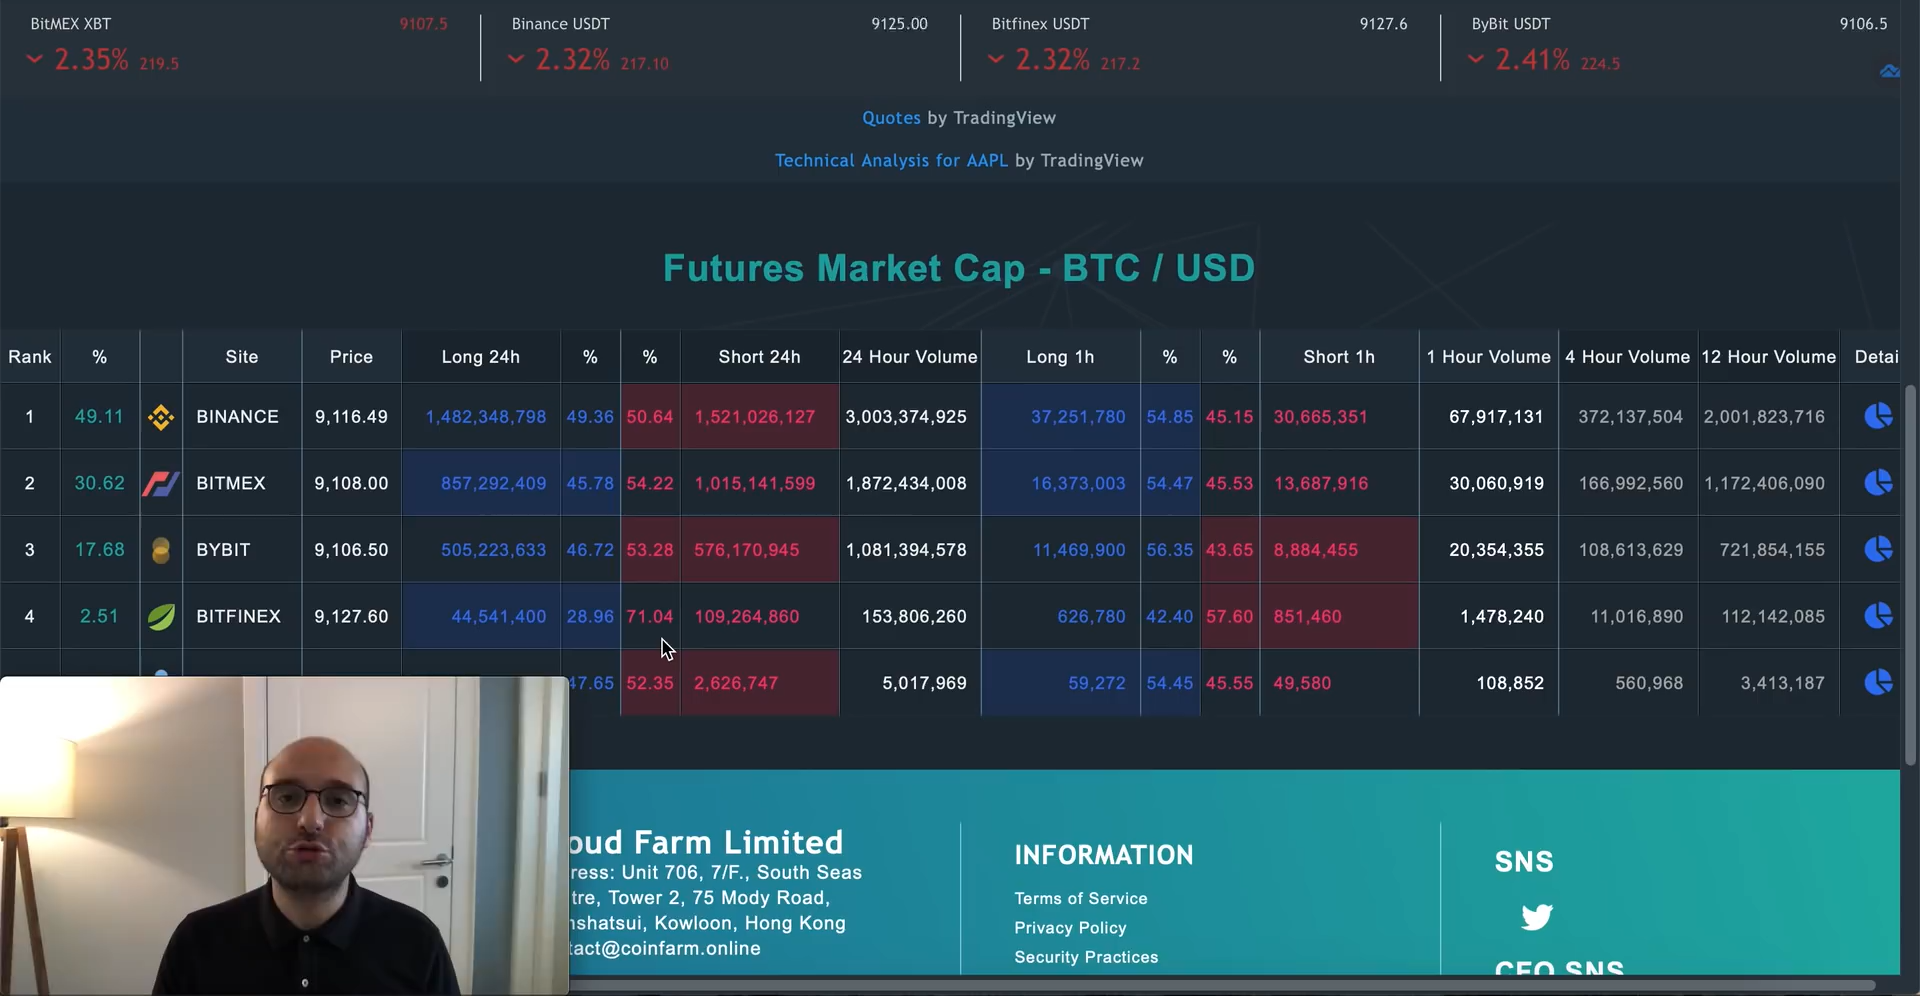 BitMEX XBT 9107.5 Binance USDT 9125.00 Bitfinex USDT 9127.6 ByBit USDT 9106.5
2.35% 219.5 2.32% 217.10 2.32% 217.2 2.41% 224.5
Quotes by TradingView
Technical Analysis for AAPL by TradingView
Futures Market Cap - BTC / USD
Rank % Site Price Long 24h % % Short 24h 24 Hour Volume Long 1h % % Short 1h 1 Hour Volume 4 Hour Volume 12 Hour Volume Detai
1 49.11 BINANCE 9,116.49 1,482,348,798 49.36 50.64 1,521,026,127 3,003,374,925 37,251,780 54.85 45.15 30,665,351 67,917,131 372,137,504 2,001,823,716
2 30.62 BITMEX 9,108.00 857,292,409 45.78 54.22 1,015,141,599 1,872,434,008 16,373,003 54.47 45.53 13,687,916 30,060,919 166,992,560 1,172,406,090
3 17.68 BYBIT 9,106.50 505,223,633 46.72 53.28 576,170,945 1,081,394,578 11,469,900 56.35 43.65 8,884,455 20,354,355 108,613,629 721,854,155
4 2.51 BITFINEX 9,127.60 44,541,400 28.96 71.04 109,264,860 153,806,260 626,780 42.40 57.60 851,460 1,478,240 11,016,890 112,142,085
47.65 52.35 2,626,747 5,017,969 59,272 54.45 45.55 49,580 108,852 560,968 3,413,187
oud Farm Limited
ress: Unit 706, 7/F., South Seas
tre, Tower 2, 75 Mody Road,
nshatsui, Kowloon, Hong Kong
tact@coinfarm.online
INFORMATION
Terms of Service
Privacy Policy
Security Practices
SNS
CEO SNS